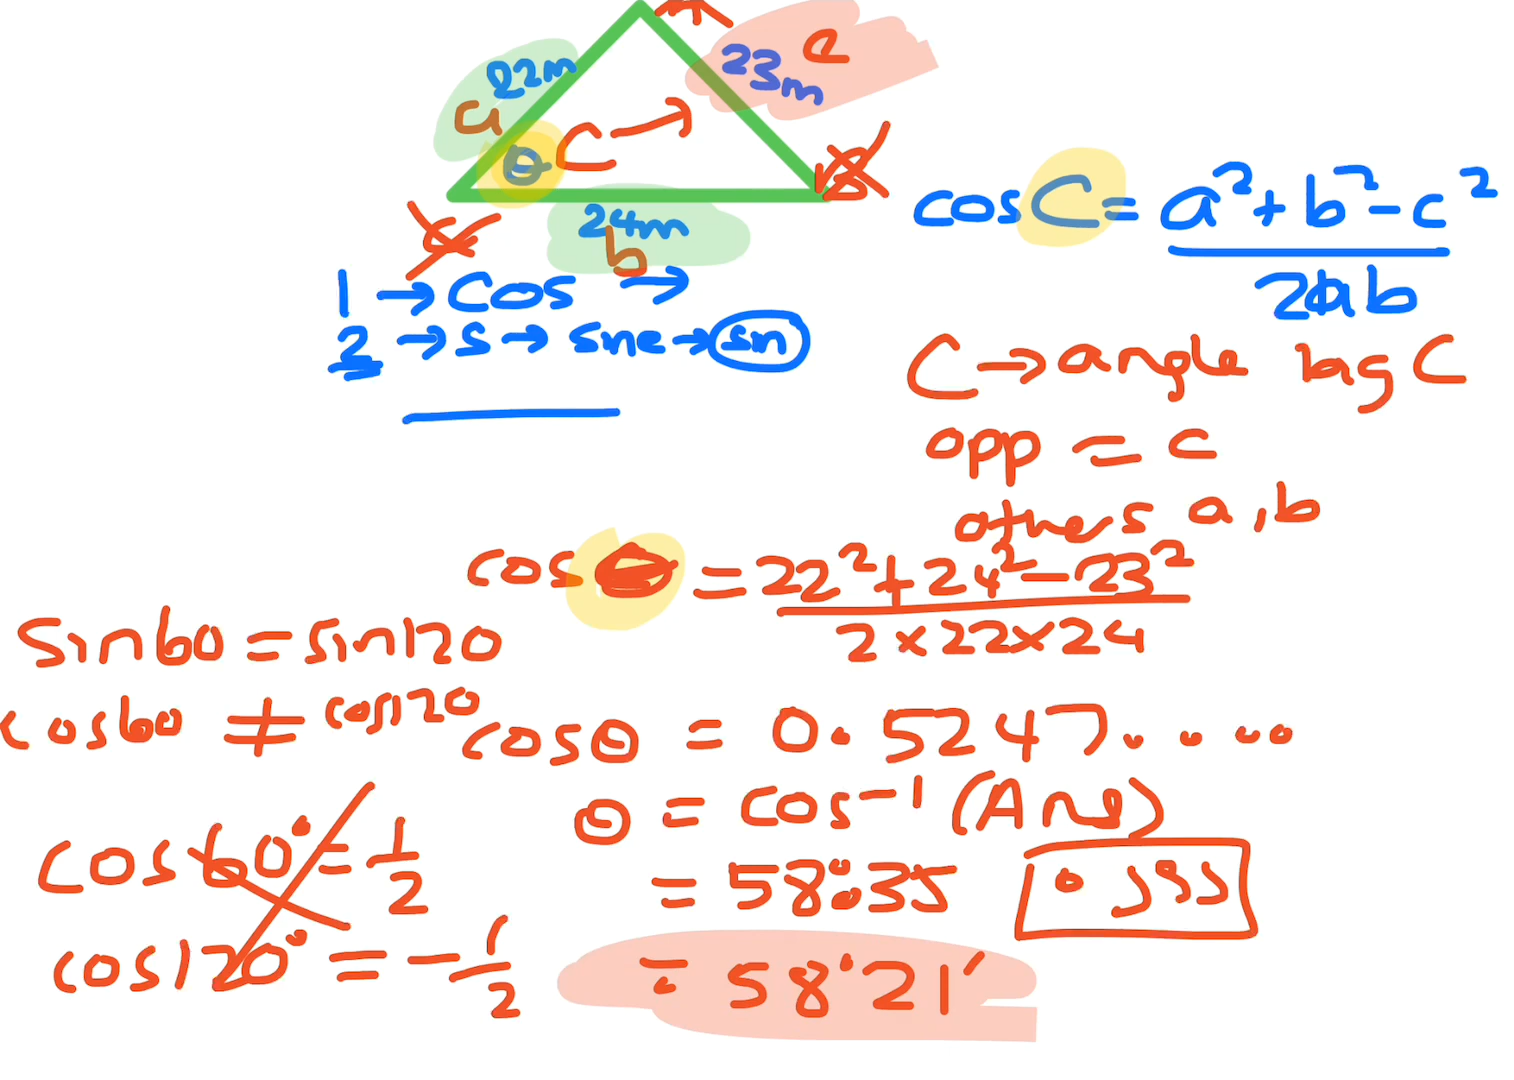 22m
a
23m
c
θ C →
24m
b
cos C = a² + b² - c²
2ab
1 → Cos →
2 → S → sne → sin
C → angle big C
opp = c
others a, b
cos θ = 22² + 24² - 23²
2 × 22 × 24
sin60 = sin120
cos60 ≠ cos120
cosθ = 0.5247.....
θ = cos⁻¹ (Ans)
cos60° = 1/2
= 58.35
° , , ,
cos120° = -1/2
= 58°21′